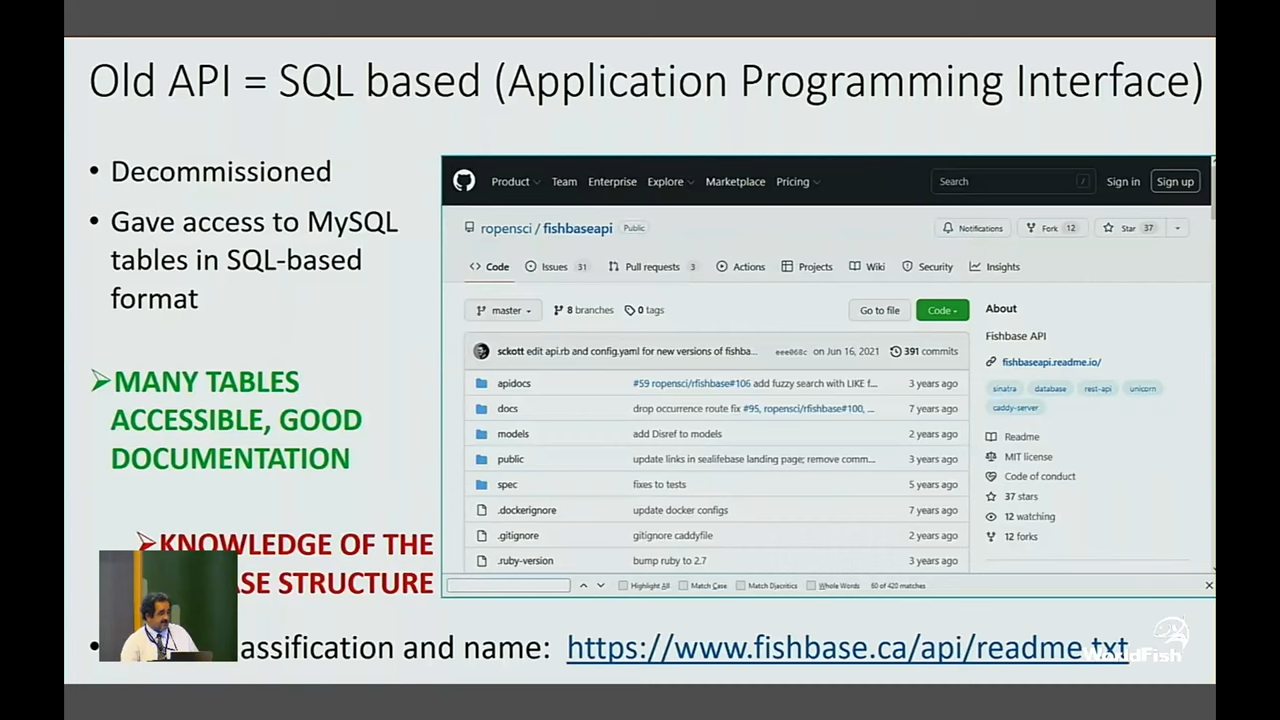 Old API = SQL based (Application Programming Interface)
• Decommissioned
• Gave access to MySQL
tables in SQL-based
format
➢MANY TABLES
ACCESSIBLE, GOOD
DOCUMENTATION
➢KNOWLEDGE OF THE
ASE STRUCTURE
assification and name: https://www.fishbase.ca/api/readme.txt
Product Team Enterprise Explore Marketplace Pricing
Search /
Sign in Sign up
ropensci / fishbaseapi Public
Notifications Fork 12 Star 37
Code Issues 31 Pull requests 3 Actions Projects Wiki Security Insights
master 8 branches 0 tags
Go to file Code
sckott edit api.rb and config.yaml for new versions of fishba... eee068c on Jun 16, 2021 391 commits
apidocs #59 ropensci/rfishbase#106 add fuzzy search with LIKE f... 3 years ago
docs drop occurrence route fix #95, ropensci/rfishbase#100, ... 7 years ago
models add Disref to models 2 years ago
public update links in sealifebase landing page; remove comm... 3 years ago
spec fixes to tests 5 years ago
.dockerignore update docker configs 7 years ago
.gitignore gitignore caddyfile 2 years ago
.ruby-version bump ruby to 2.7 3 years ago
About
Fishbase API
fishbaseapi.readme.io/
sinatra database rest-api unicorn
caddy-server
Readme
MIT license
Code of conduct
37 stars
12 watching
12 forks
Highlight All Match Case Match Diacritics Whole Words 60 of 420 matches
WorldFish